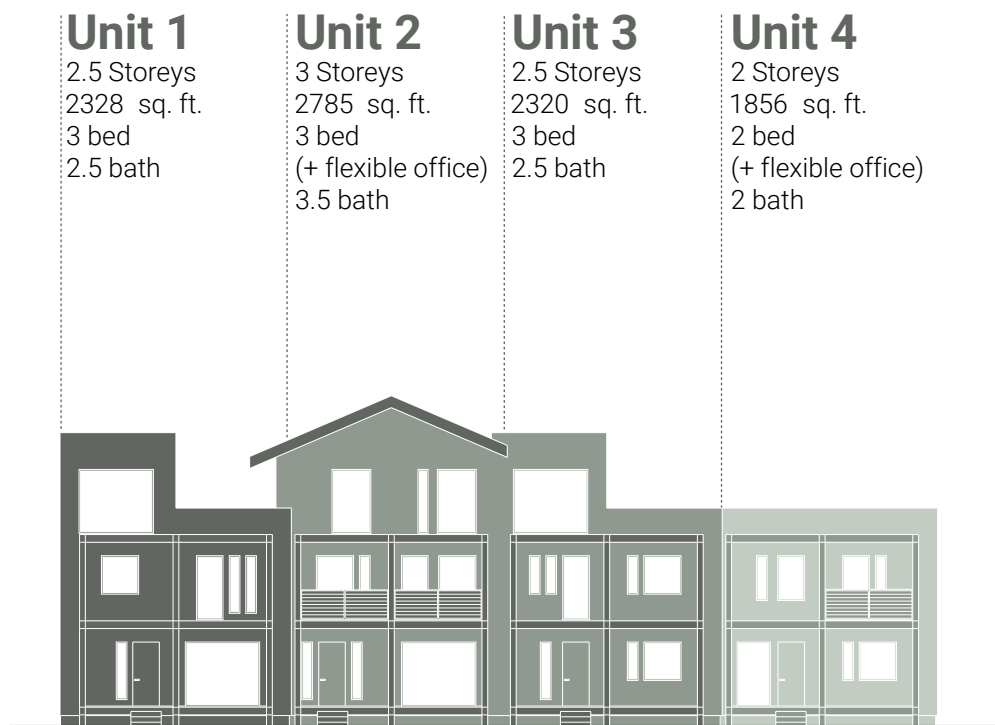 Unit 1
2.5 Storeys
2328 sq. ft.
3 bed
2.5 bath
Unit 2
3 Storeys
2785 sq. ft.
3 bed
(+ flexible office)
3.5 bath
Unit 3
2.5 Storeys
2320 sq. ft.
3 bed
2.5 bath
Unit 4
2 Storeys
1856 sq. ft.
2 bed
(+ flexible office)
2 bath